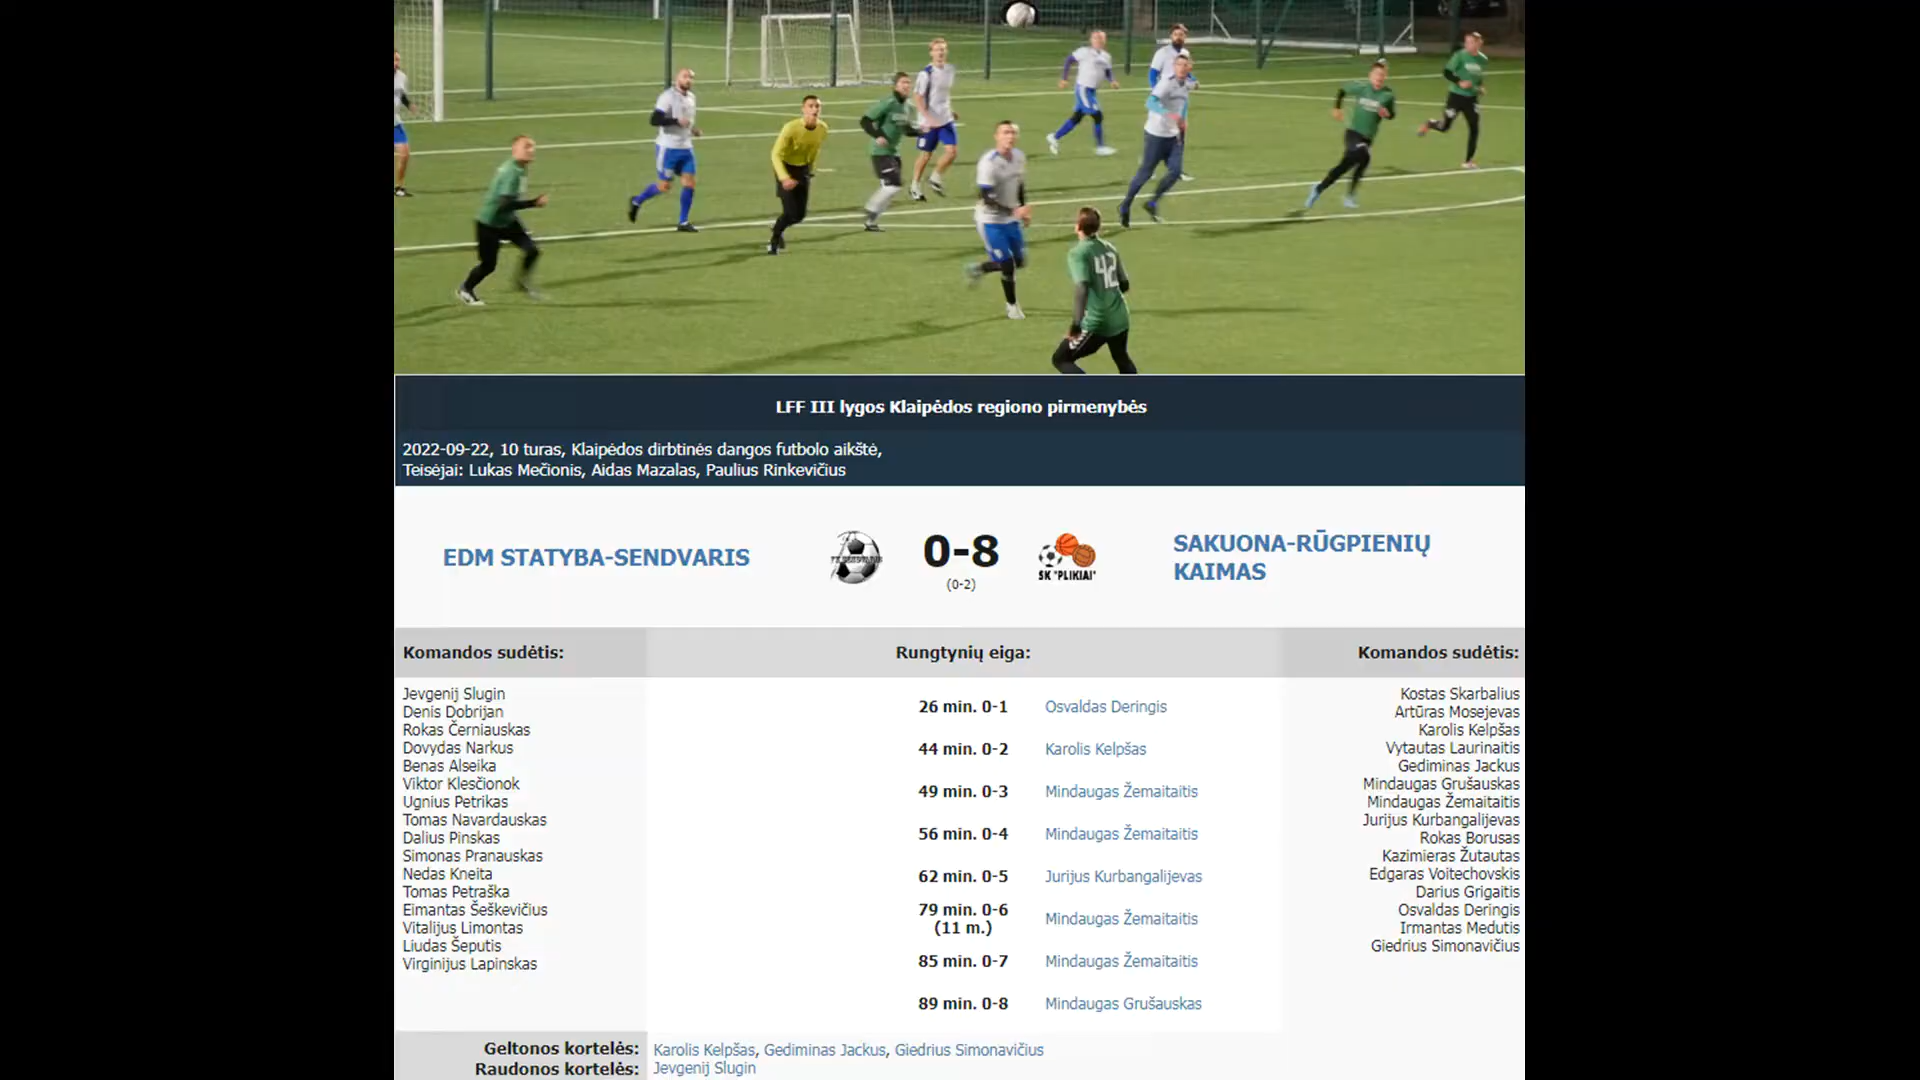 42
LFF III lygos Klaipėdos regiono pirmenybės
2022-09-22, 10 turas, Klaipėdos dirbtinės dangos futbolo aikštė,
Teisėjai: Lukas Mečionis, Aidas Mazalas, Paulius Rinkevičius
EDM STATYBA-SENDVARIS
0-8
(0-2)
SK "PLIKIAI"
SAKUONA-RŪGPIENIŲ
KAIMAS
Komandos sudėtis:
Jevgenij Slugin
Denis Dobrijan
Rokas Černiauskas
Dovydas Narkus
Benas Alseika
Viktor Klesčionok
Ugnius Petrikas
Tomas Navardauskas
Dalius Pinskas
Simonas Pranauskas
Nedas Kneita
Tomas Petraška
Eimantas Šeškevičius
Vitalijus Limontas
Liudas Šeputis
Virginijus Lapinskas
Rungtynių eiga:
26 min. 0-1 Osvaldas Deringis
44 min. 0-2 Karolis Kelpšas
49 min. 0-3 Mindaugas Žemaitaitis
56 min. 0-4 Mindaugas Žemaitaitis
62 min. 0-5 Jurijus Kurbangalijevas
79 min. 0-6
(11 m.) Mindaugas Žemaitaitis
85 min. 0-7 Mindaugas Žemaitaitis
89 min. 0-8 Mindaugas Grušauskas
Komandos sudėtis:
Kostas Skarbalius
Artūras Mosejevas
Karolis Kelpšas
Vytautas Laurinaitis
Gediminas Jackus
Mindaugas Grušauskas
Mindaugas Žemaitaitis
Jurijus Kurbangalijevas
Rokas Borusas
Kazimieras Žutautas
Edgaras Voitechovskis
Darius Grigaitis
Osvaldas Deringis
Irmantas Medutis
Giedrius Simonavičius
Geltonos kortelės: Karolis Kelpšas, Gediminas Jackus, Giedrius Simonavičius
Raudonos kortelės: Jevgenij Slugin